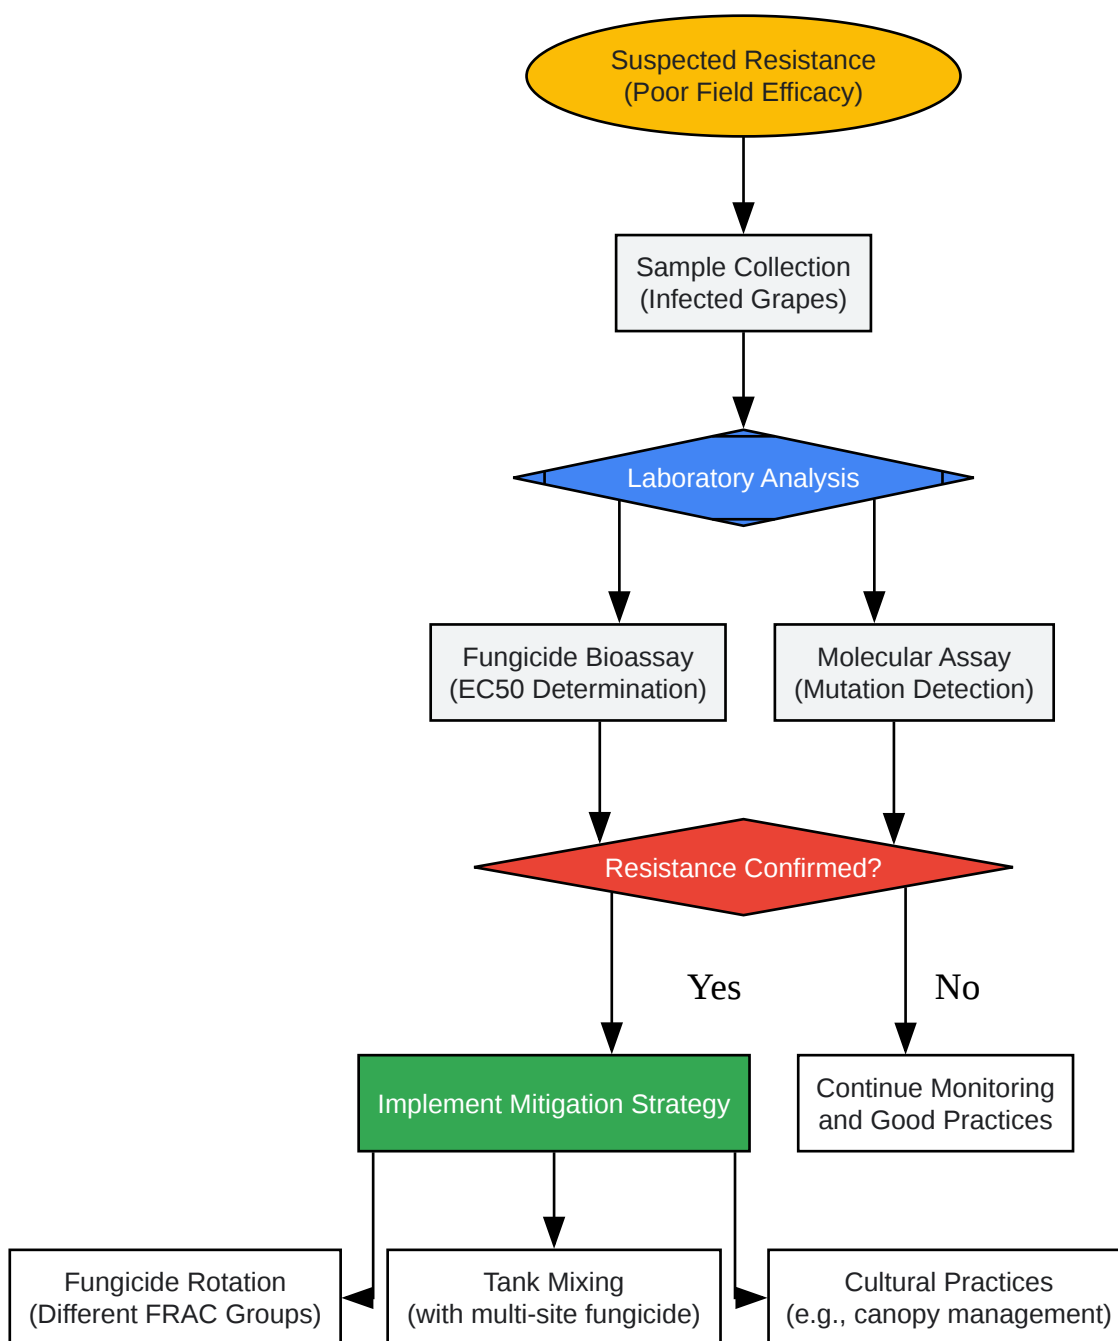 Suspected Resistance
(Poor Field Efficacy)
Sample Collection
(Infected Grapes)
Laboratory Analysis
Fungicide Bioassay
(EC50 Determination)
Molecular Assay
(Mutation Detection)
Resistance Confirmed?
Yes
No
Implement Mitigation Strategy
Continue Monitoring
and Good Practices
Fungicide Rotation
(Different FRAC Groups)
Tank Mixing
(with multi-site fungicide)
Cultural Practices
(e.g., canopy management)